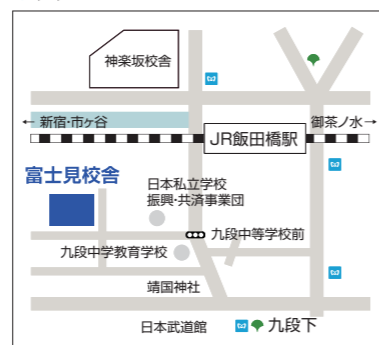 神楽坂校舎
← 新宿・市ヶ谷
御茶ノ水→
JR飯田橋駅
富士見校舎
日本私立学校
振興・共済事業団
九段中等学校前
九段中学教育学校
靖国神社
日本武道館
九段下